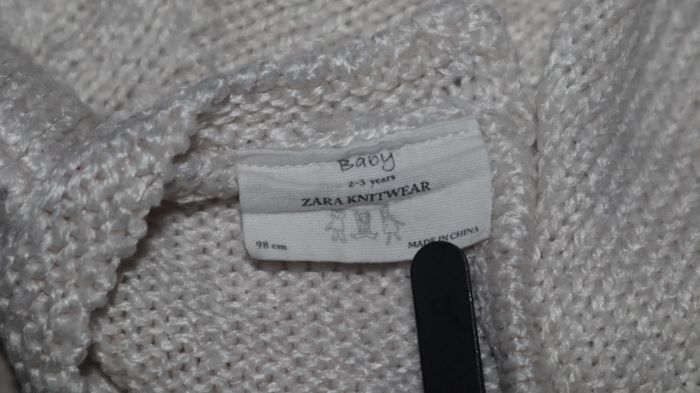 Baby
2-3 years
ZARA KNITWEAR
98 cm
MADE IN CHINA